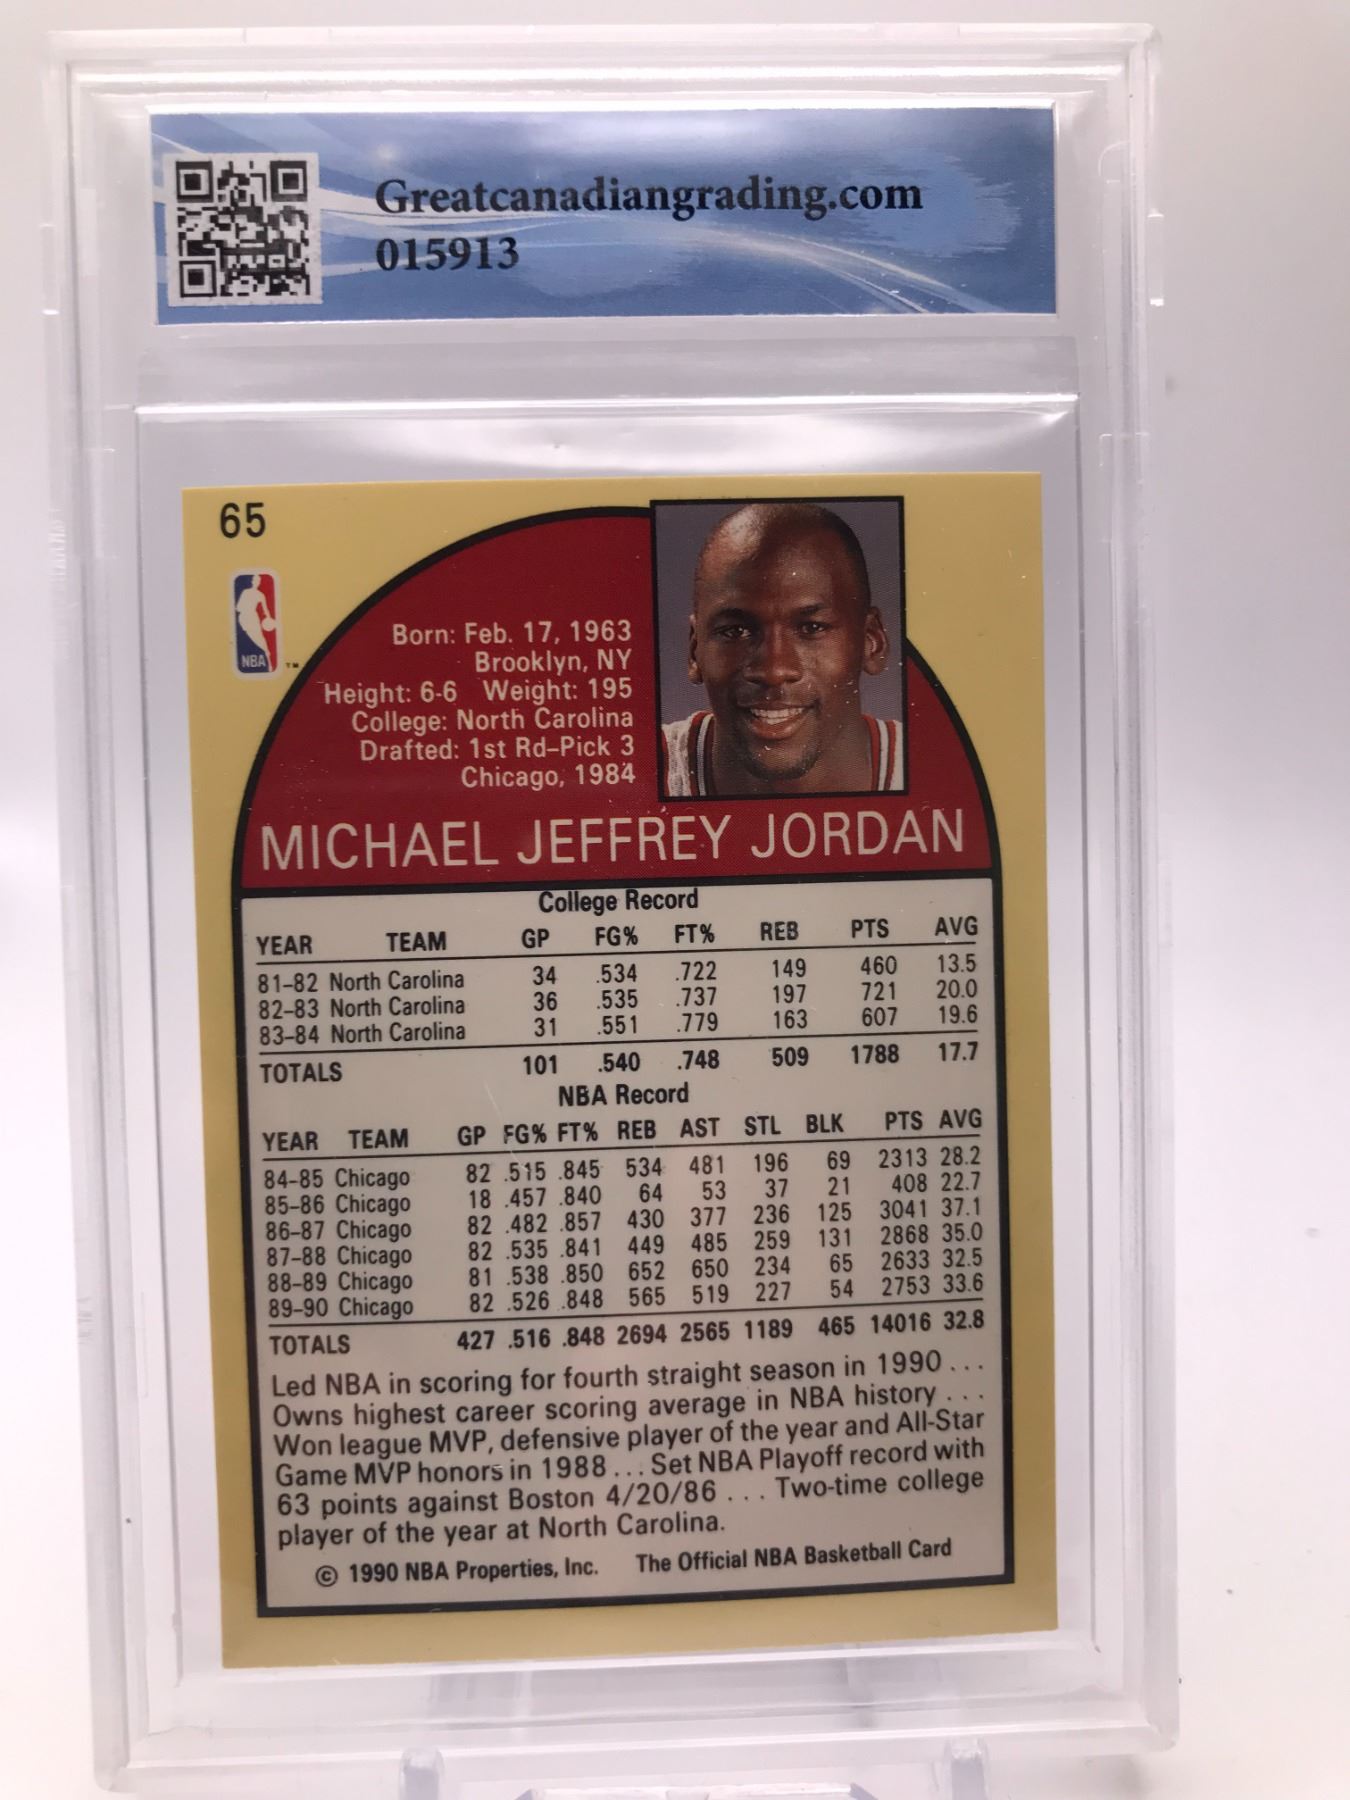 Greatcanadiangrading.com
015913
65
NBA
TM
Born: Feb. 17, 1963
Brooklyn, NY
Height: 6-6 Weight: 195
College: North Carolina
Drafted: 1st Rd-Pick 3
Chicago, 1984
MICHAEL JEFFREY JORDAN
College Record
YEAR TEAM GP FG% FT% REB PTS AVG
81-82 North Carolina 34 .534 .722 149 460 13.5
82-83 North Carolina 36 .535 .737 197 721 20.0
83-84 North Carolina 31 .551 .779 163 607 19.6
TOTALS 101 .540 .748 509 1788 17.7
NBA Record
YEAR TEAM GP FG% FT% REB AST STL BLK PTS AVG
84-85 Chicago 82 .515 .845 534 481 196 69 2313 28.2
85-86 Chicago 18 .457 .840 64 53 37 21 408 22.7
86-87 Chicago 82 .482 .857 430 377 236 125 3041 37.1
87-88 Chicago 82 .535 .841 449 485 259 131 2868 35.0
88-89 Chicago 81 .538 .850 652 650 234 65 2633 32.5
89-90 Chicago 82 .526 .848 565 519 227 54 2753 33.6
TOTALS 427 .516 .848 2694 2565 1189 465 14016 32.8
Led NBA in scoring for fourth straight season in 1990 ...
Owns highest career scoring average in NBA history ...
Won league MVP, defensive player of the year and All-Star
Game MVP honors in 1988 ... Set NBA Playoff record with
63 points against Boston 4/20/86 ... Two-time college
player of the year at North Carolina.
© 1990 NBA Properties, Inc. The Official NBA Basketball Card